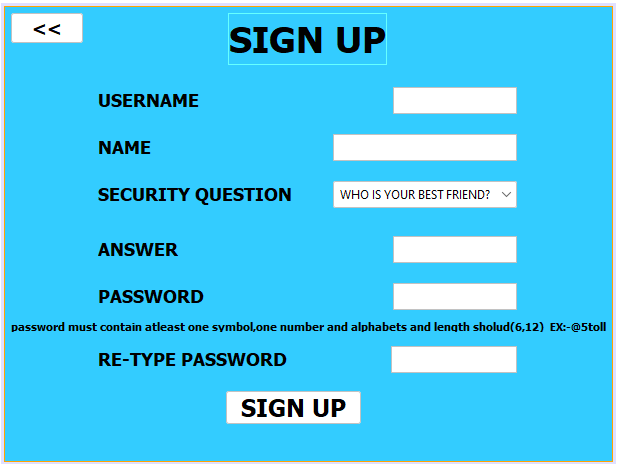 <<
SIGN UP
USERNAME
NAME
SECURITY QUESTION
WHO IS YOUR BEST FRIEND?
ANSWER
PASSWORD
password must contain atleast one symbol,one number and alphabets and length sholud(6,12) EX:-@5toll
RE-TYPE PASSWORD
SIGN UP